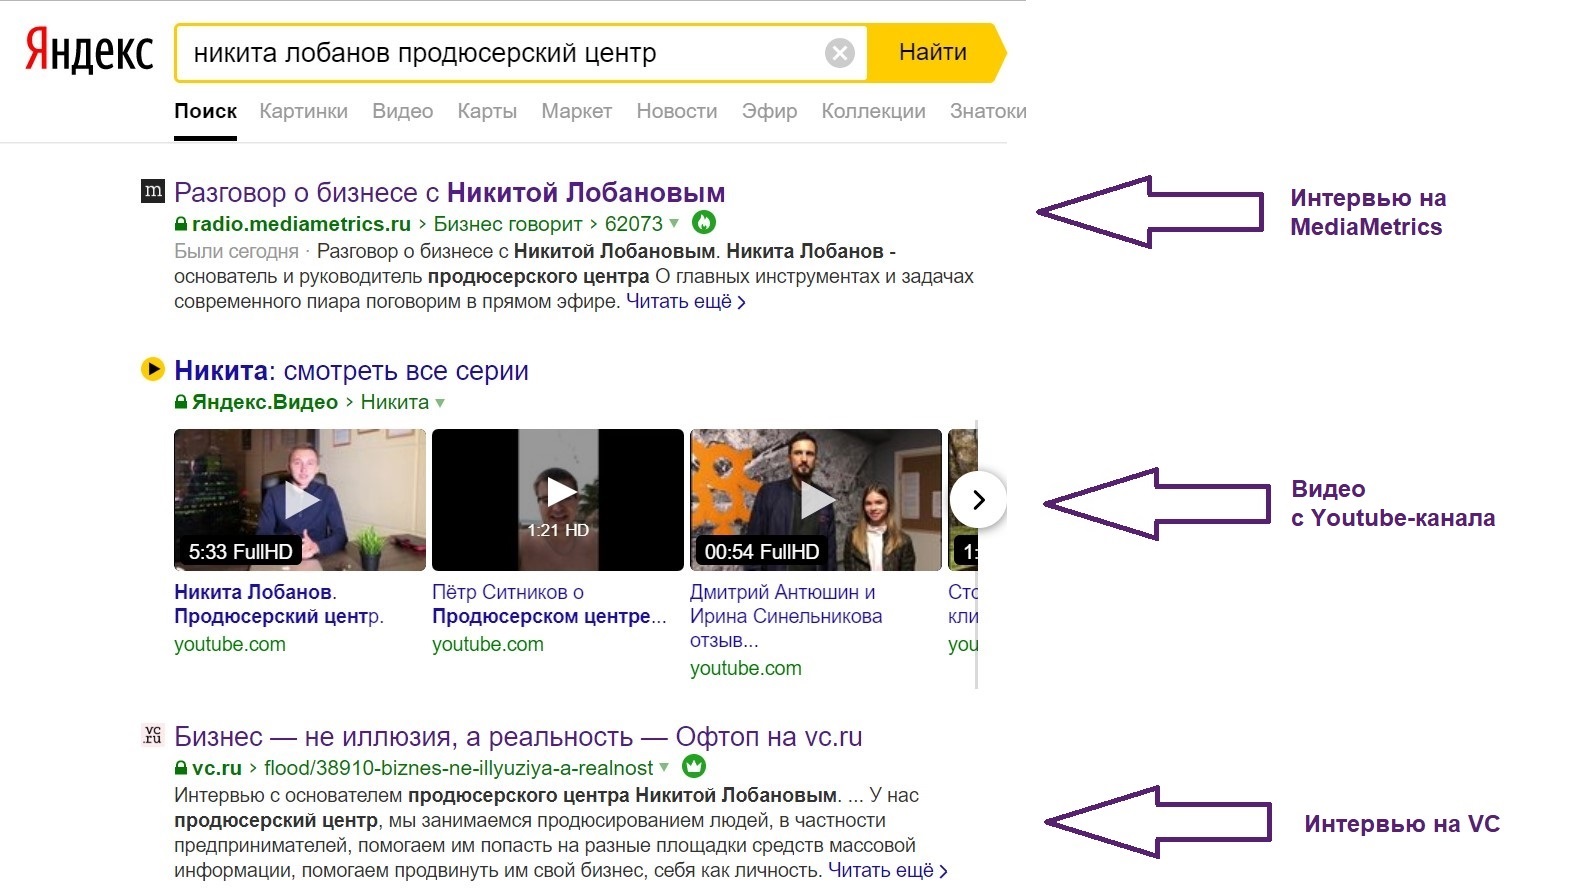 Яндекс
никита лобанов продюсерский центр
Найти
Поиск Картинки Видео Карты Маркет Новости Эфир Коллекции Знатоки
m
Разговор о бизнесе с Никитой Лобановым
radio.mediametrics.ru › Бизнес говорит › 62073
Были сегодня · Разговор о бизнесе с Никитой Лобановым. Никита Лобанов -
основатель и руководитель продюсерского центра О главных инструментах и задачах
современного пиара поговорим в прямом эфире. Читать ещё
Интервью на
MediaMetrics
Никита: смотреть все серии
Яндекс.Видео › Никита
5:33 FullHD
1:21 HD
00:54 FullHD
1:
Никита Лобанов.
Продюсерский центр.
youtube.com
Пётр Ситников о
Продюсерском центре...
youtube.com
Дмитрий Антюшин и
Ирина Синельникова
отзыв...
youtube.com
Сто
кли
you
Видео
с Youtube-канала
vc
.ru
Бизнес — не иллюзия, а реальность — Офтоп на vc.ru
vc.ru › flood/38910-biznes-ne-illyuziya-a-realnost
Интервью с основателем продюсерского центра Никитой Лобановым. ... У нас
продюсерский центр, мы занимаемся продюсированием людей, в частности
предпринимателей, помогаем им попасть на разные площадки средств массовой
информации, помогаем продвинуть им свой бизнес, себя как личность. Читать ещё
Интервью на VC